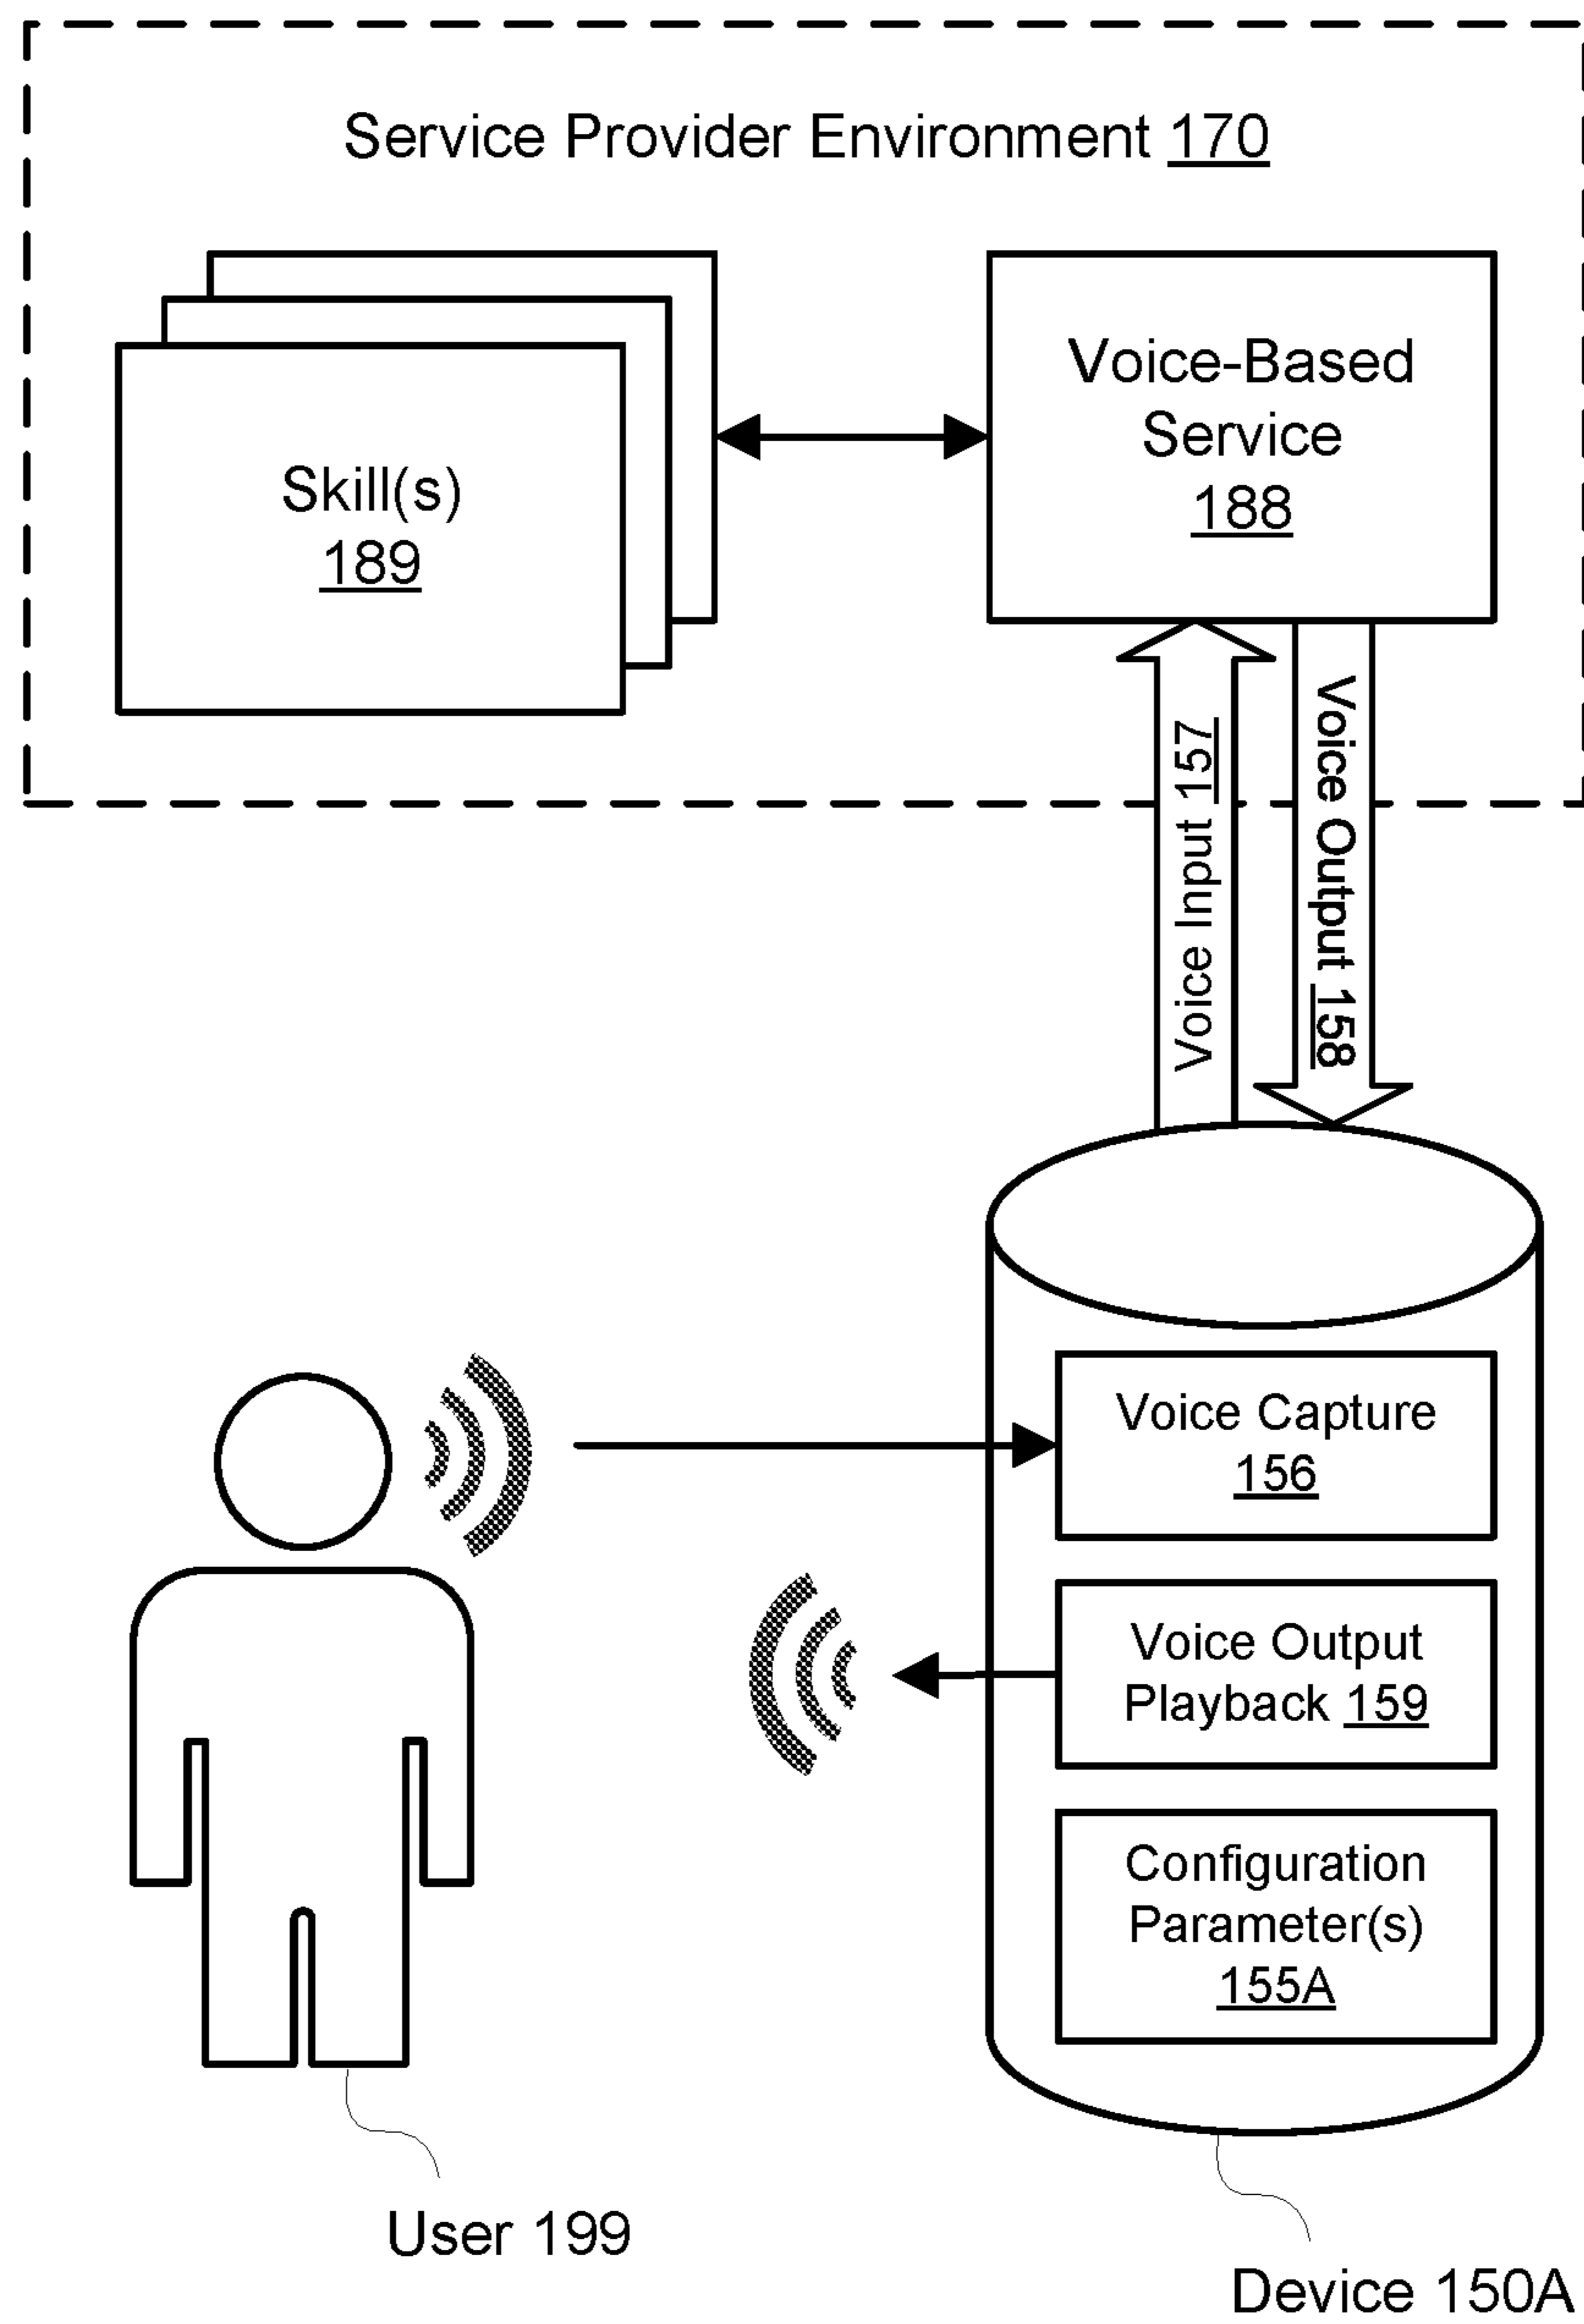 Service Provider Environment 170
Skill(s)
189
Voice-Based
Service
188
Voice Input 157
Voice Output 158
Voice Capture
156
Voice Output
Playback 159
Configuration
Parameter(s)
155A
User 199
Device 150A